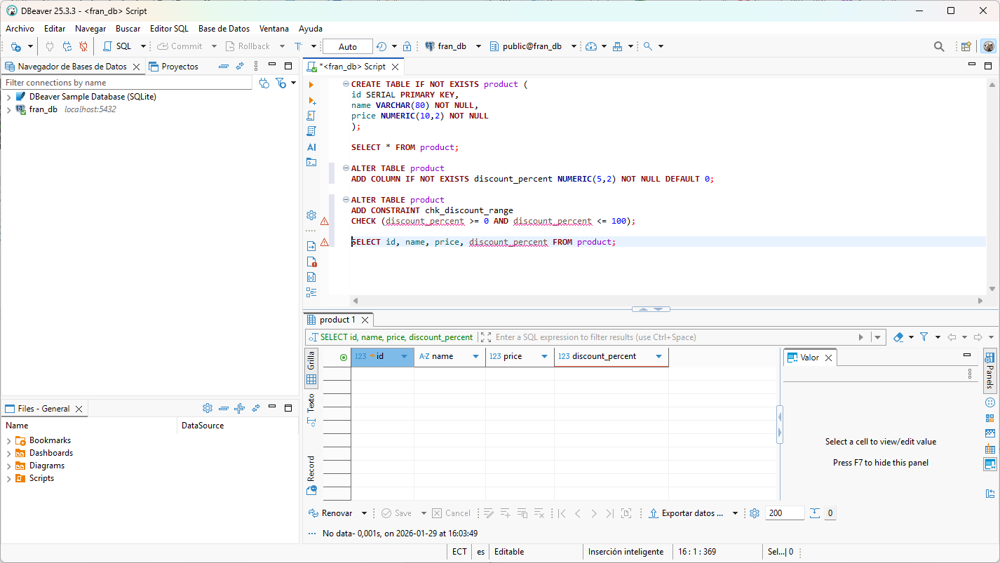 DBeaver 25.3.3 - <fran_db> Script
Archivo Editar Navegar Buscar Editor SQL Base de Datos Ventana Ayuda
SQL Commit Rollback T Auto fran_db public@fran_db
Navegador de Bases de Datos Proyectos
Filter connections by name
DBeaver Sample Database (SQLite)
fran_db localhost:5432
*<fran_db> Script
AI
CREATE TABLE IF NOT EXISTS product (
id SERIAL PRIMARY KEY,
name VARCHAR(80) NOT NULL,
price NUMERIC(10,2) NOT NULL
);
SELECT * FROM product;
ALTER TABLE product
ADD COLUMN IF NOT EXISTS discount_percent NUMERIC(5,2) NOT NULL DEFAULT 0;
ALTER TABLE product
ADD CONSTRAINT chk_discount_range
CHECK (discount_percent >= 0 AND discount_percent <= 100);
SELECT id, name, price, discount_percent FROM product;
Files - General
Name DataSource
Bookmarks
Dashboards
Diagrams
Scripts
product 1
SELECT id, name, price, discount_percent Enter a SQL expression to filter results (use Ctrl+Space)
Grilla
Texto
Record
123 id A-Z name 123 price 123 discount_percent
Valor
Select a cell to view/edit value
Press F7 to hide this panel
Panels
Renovar Save Cancel Exportar datos ... 200 0
No data- 0,001s, on 2026-01-29 at 16:03:49
ECT es Editable Inserción inteligente 16 : 1 : 369 Sel...| 0